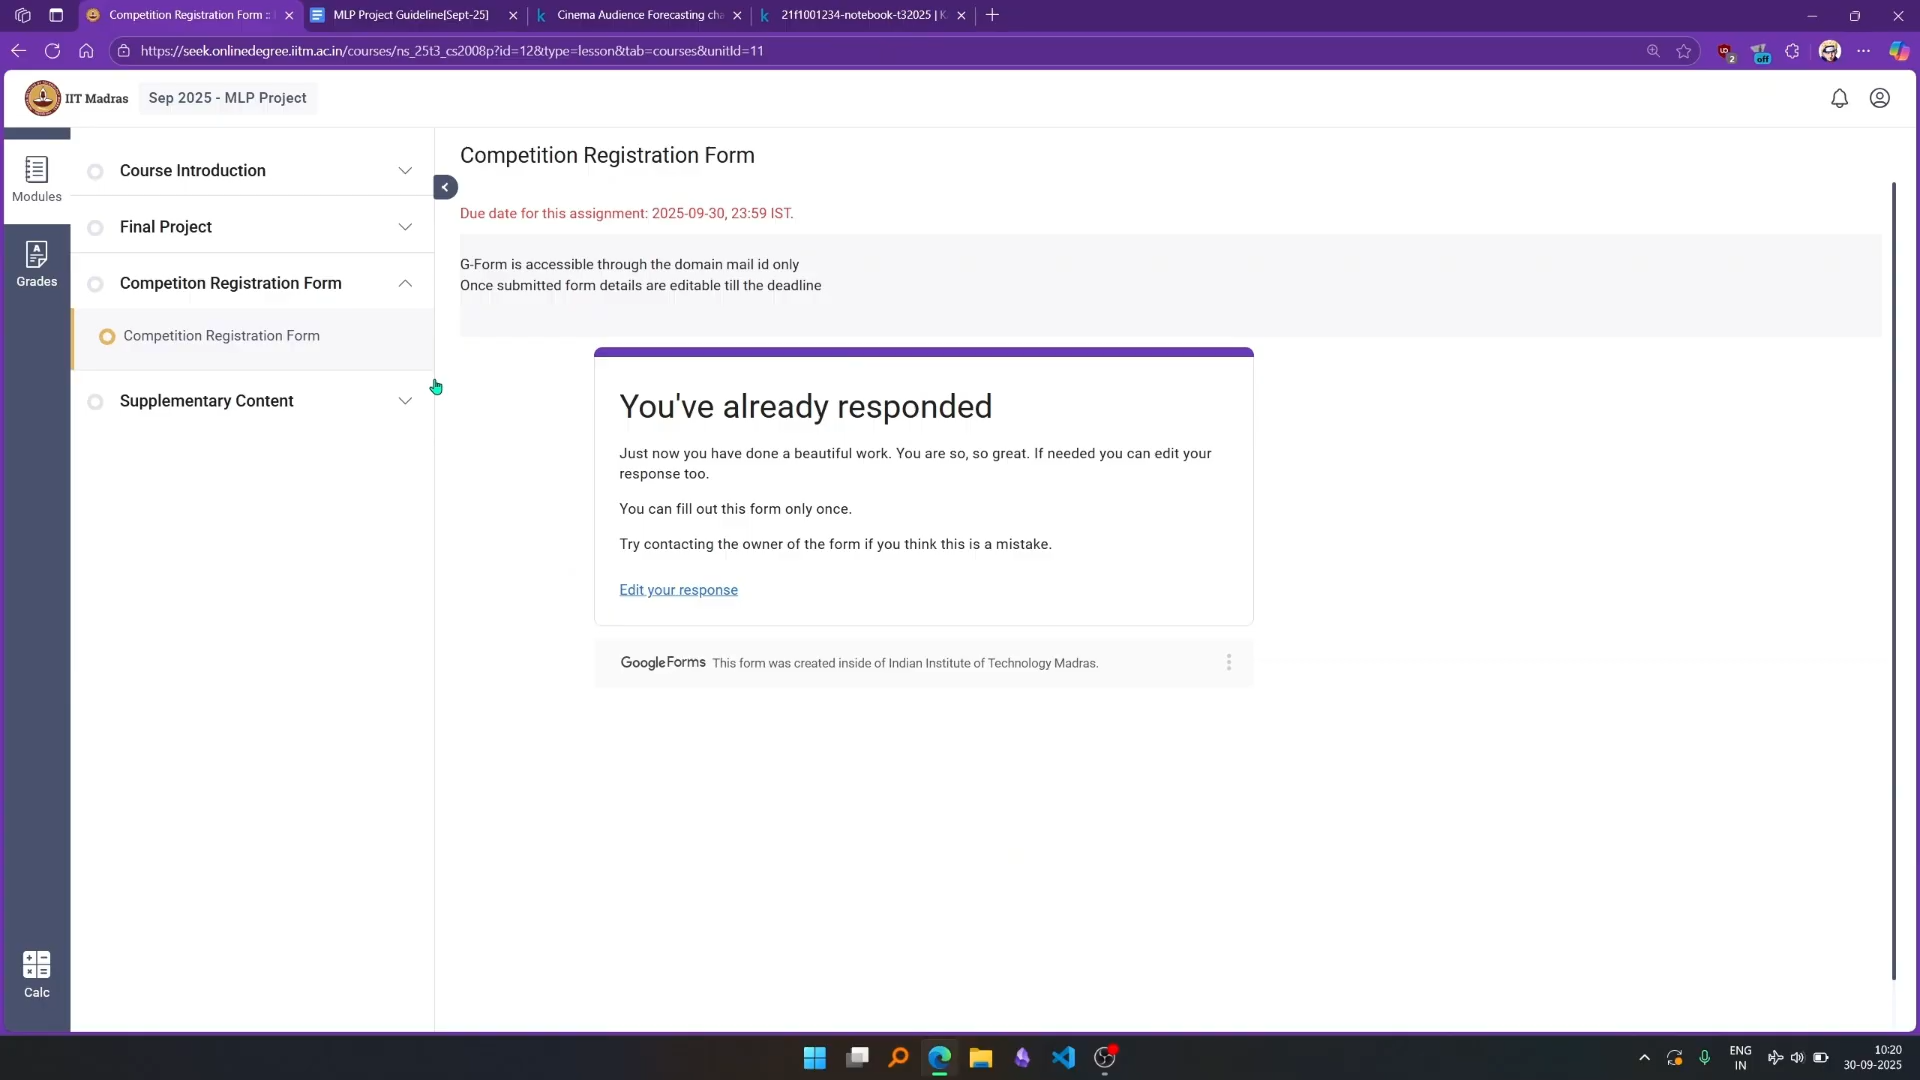 Competition Registration Form ::
MLP Project Guideline[Sept-25]
Cinema Audience Forecasting cha
21f1001234-notebook-t32025 | K
https://seek.onlinedegree.iitm.ac.in/courses/ns_25t3_cs2008p?id=12&type=lesson&tab=courses&unitId=11
2
off
IIT Madras
Sep 2025 - MLP Project
Modules
Grades
Calc
Course Introduction
Final Project
Competiton Registration Form
Competition Registration Form
Supplementary Content
Competition Registration Form
Due date for this assignment: 2025-09-30, 23:59 IST.
G-Form is accessible through the domain mail id only
Once submitted form details are editable till the deadline
You've already responded
Just now you have done a beautiful work. You are so, so great. If needed you can edit your
response too.
You can fill out this form only once.
Try contacting the owner of the form if you think this is a mistake.
Edit your response
Google Forms This form was created inside of Indian Institute of Technology Madras.
ENG
IN
10:20
30-09-2025